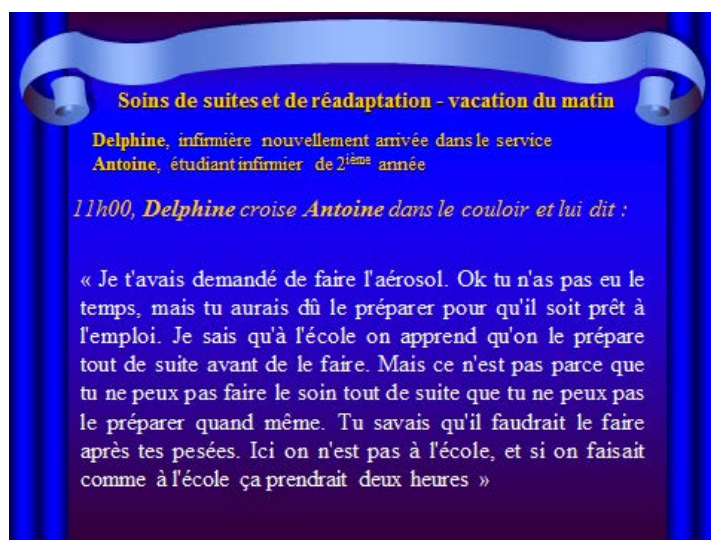 Soins de suites et de réadaptation - vacation du matin
Delphine, infirmière nouvellement arrivée dans le service
Antoine, étudiant infirmier de 2ième année
11h00, Delphine croise Antoine dans le couloir et lui dit :
« Je t'avais demandé de faire l'aérosol. Ok tu n'as pas eu le
temps, mais tu aurais dû le préparer pour qu'il soit prêt à
l'emploi. Je sais qu'à l'école on apprend qu'on le prépare
tout de suite avant de le faire. Mais ce n'est pas parce que
tu ne peux pas faire le soin tout de suite que tu ne peux pas
le préparer quand même. Tu savais qu'il faudrait le faire
après tes pesées. Ici on n'est pas à l'école, et si on faisait
comme à l'école ça prendrait deux heures »